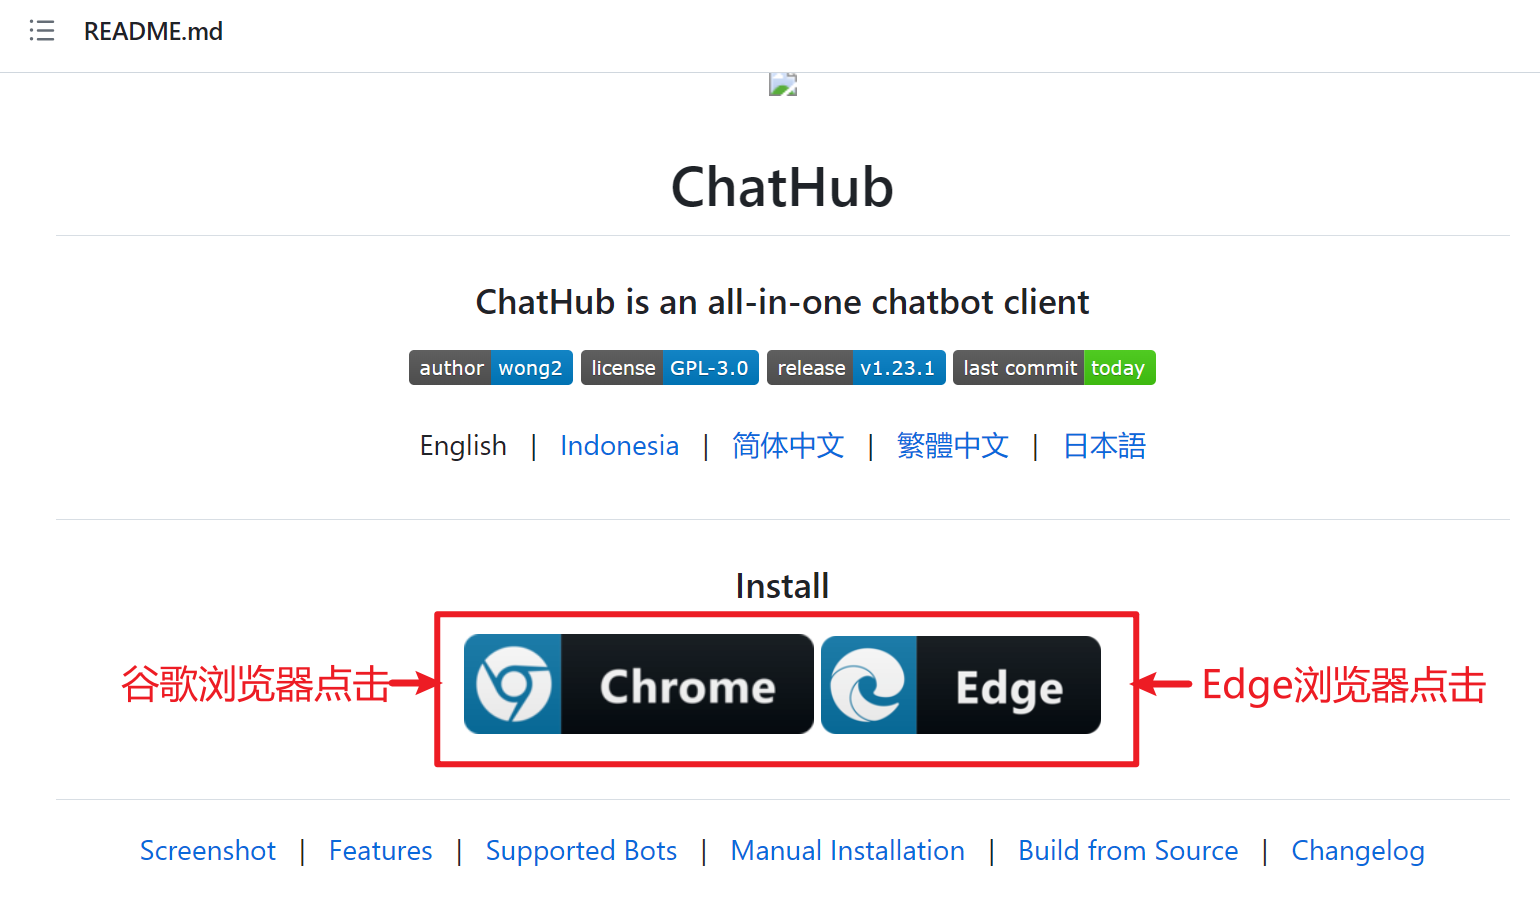 README.md
ChatHub
ChatHub is an all-in-one chatbot client
author wong2 license GPL-3.0 release v1.23.1 last commit today
English | Indonesia | 简体中文 | 繁體中文 | 日本語
Install
谷歌浏览器点击 Chrome Edge Edge浏览器点击
Screenshot | Features | Supported Bots | Manual Installation | Build from Source | Changelog